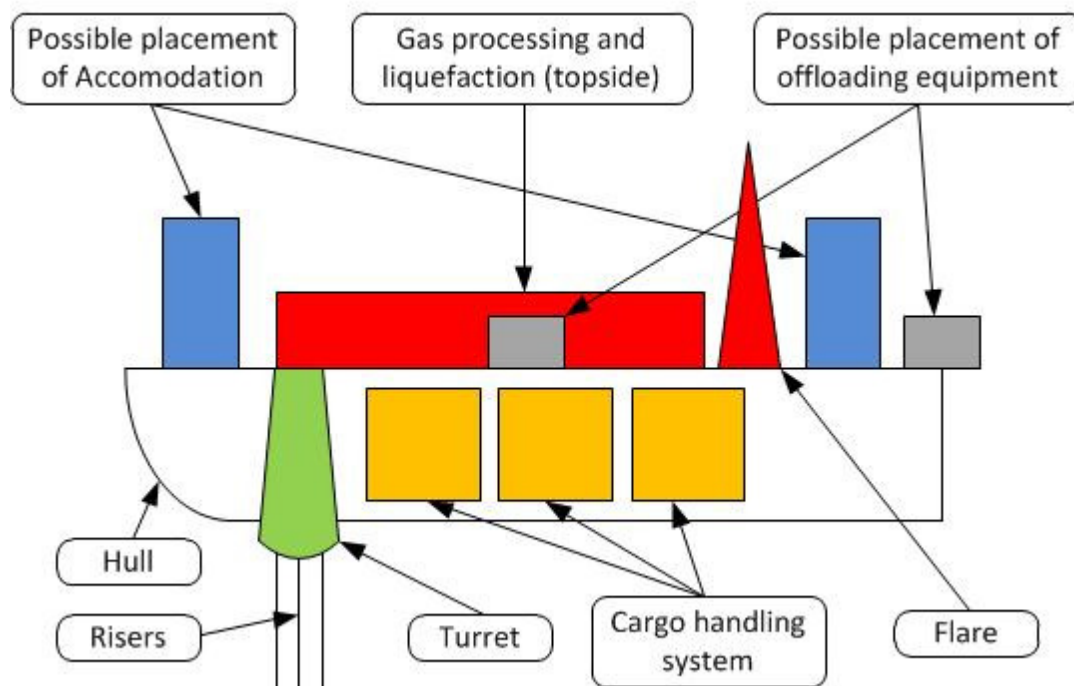 Possible placement
of Accomodation
Gas processing and
liquefaction (topside)
Possible placement of
offloading equipment
Hull
Risers
Turret
Cargo handling
system
Flare